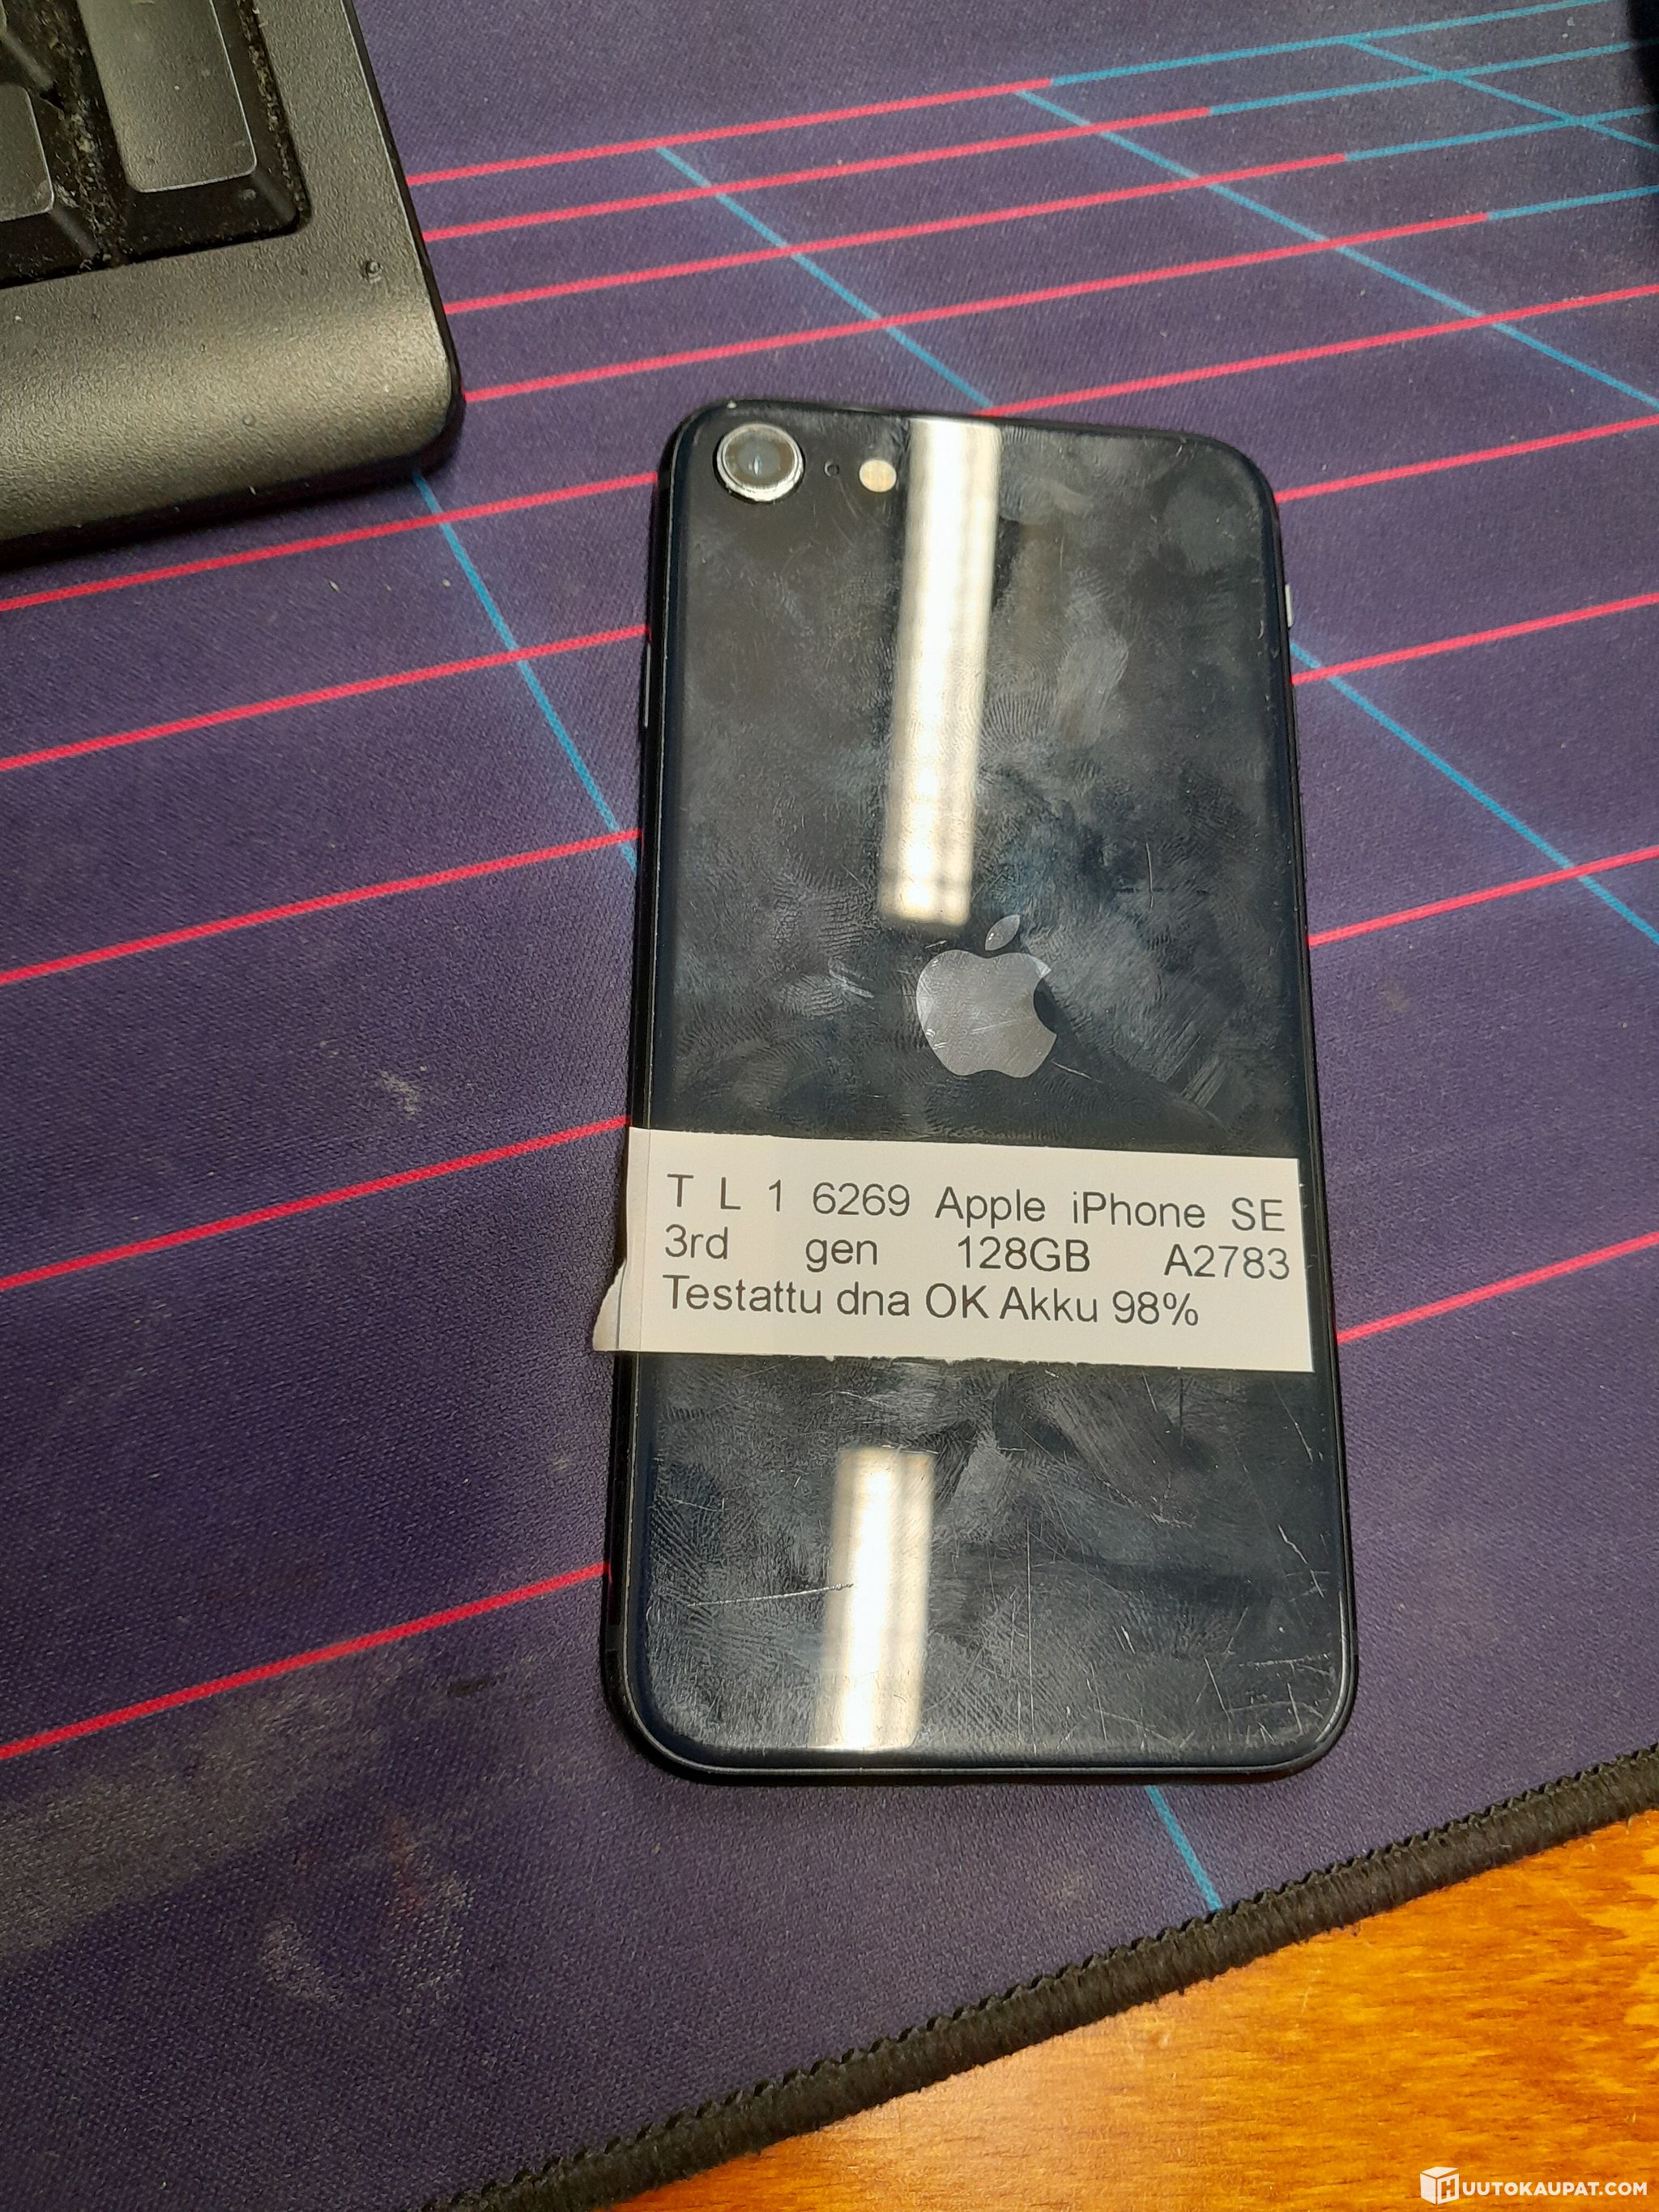 T L 1 6269 Apple iPhone SE
3rd gen 128GB A2783
Testattu dna OK Akku 98%
HUUTOKAUPAT.COM